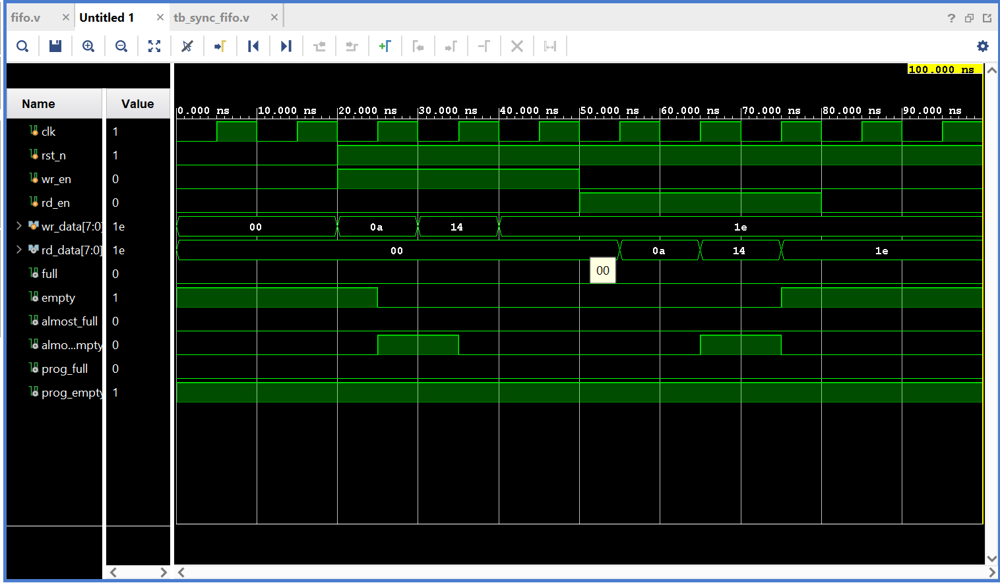 fifo.v × Untitled 1 × tb_sync_fifo.v × ?
100.000 ns
Name Value
0.000 ns 10.000 ns 20.000 ns 30.000 ns 40.000 ns 50.000 ns 60.000 ns 70.000 ns 80.000 ns 90.000 ns
clk 1
rst_n 1
wr_en 0
rd_en 0
wr_data[7:0] 1e 00 0a 14 1e
rd_data[7:0] 1e 00 0a 14 1e
full 0 00
empty 1
almost_full 0
almo...mpty 0
prog_full 0
prog_empty 1